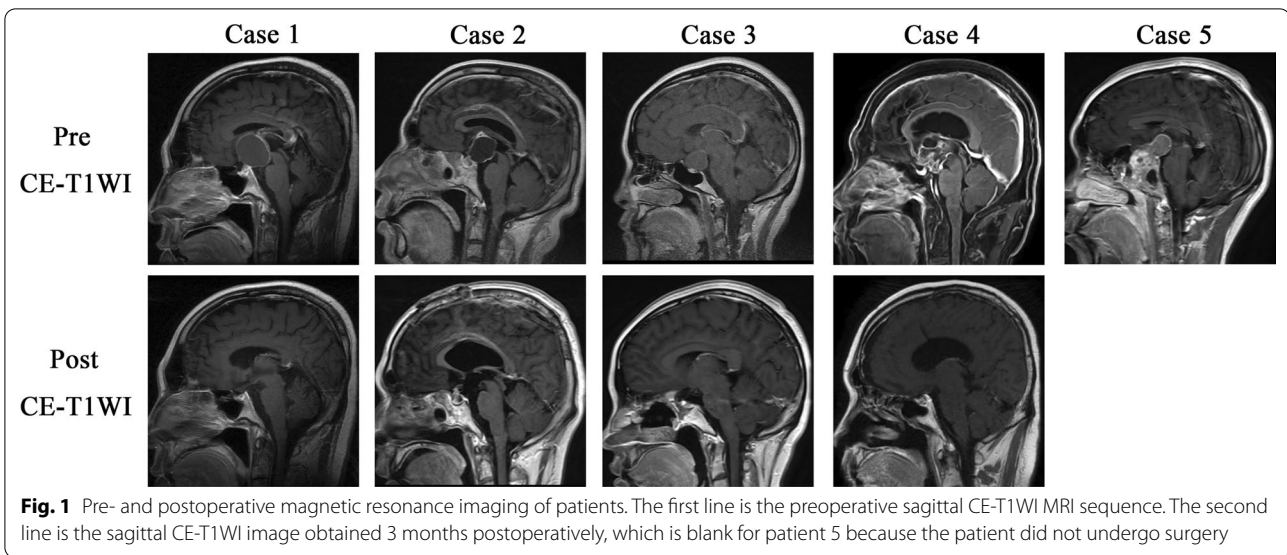 Case 1 Case 2 Case 3 Case 4 Case 5
Pre
CE-T1WI
Post
CE-T1WI
Fig. 1 Pre- and postoperative magnetic resonance imaging of patients. The first line is the preoperative sagittal CE-T1WI MRI sequence. The second
line is the sagittal CE-T1WI image obtained 3 months postoperatively, which is blank for patient 5 because the patient did not undergo surgery